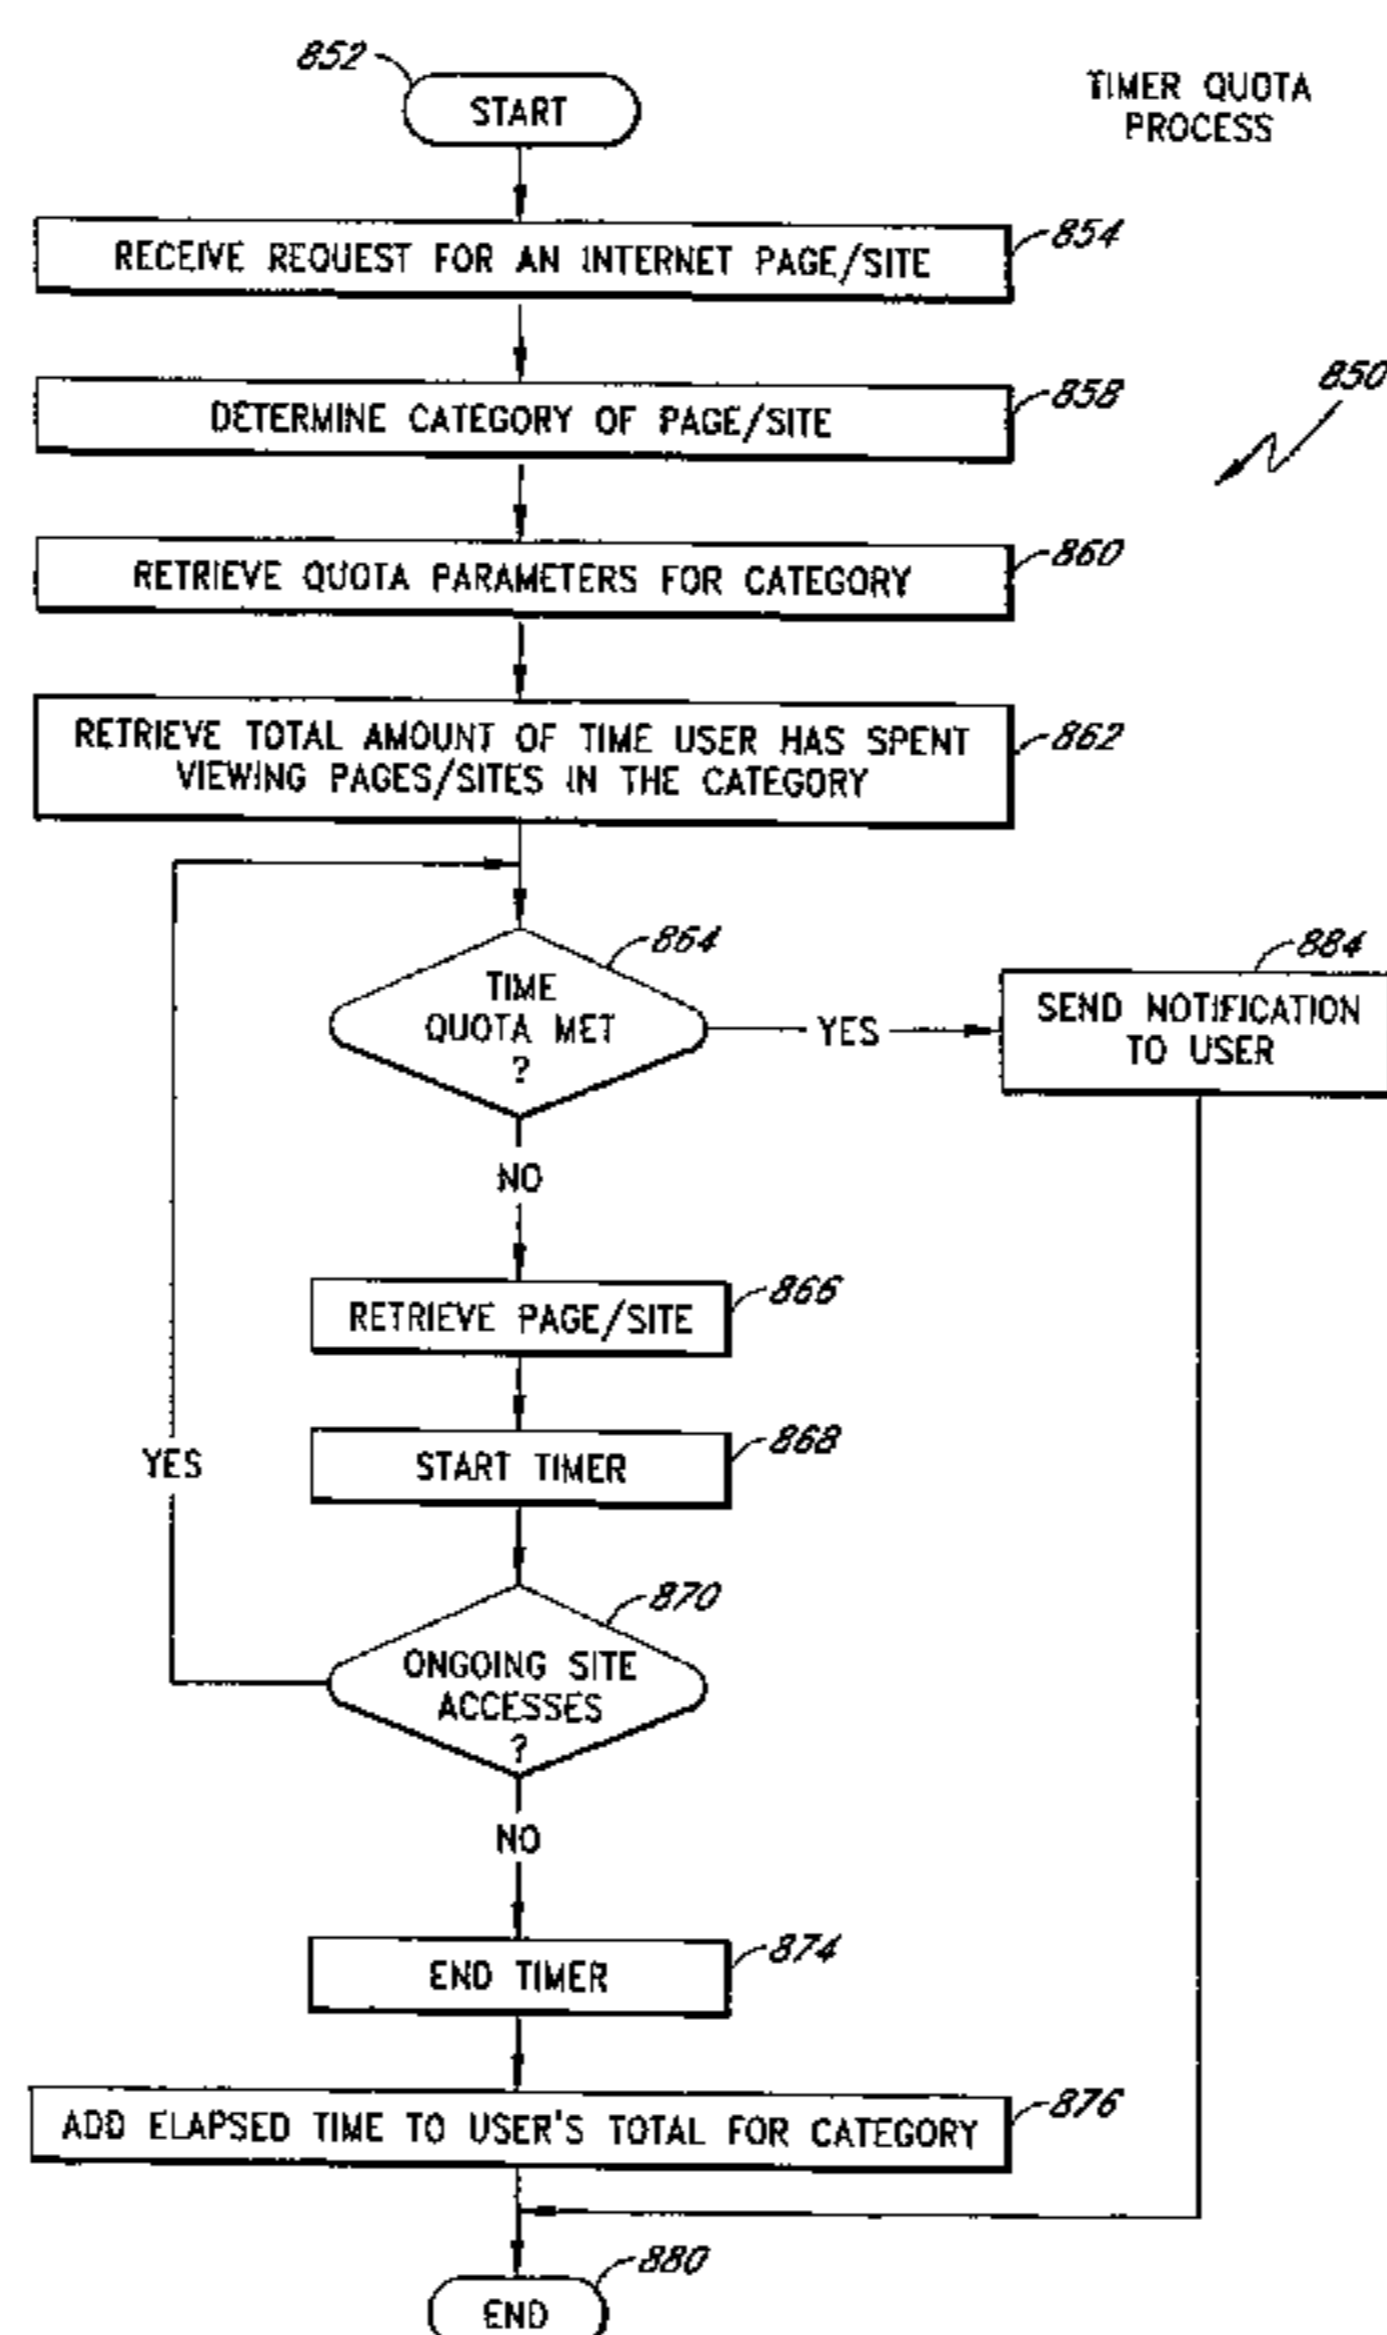 852
START
TIMER QUOTA
PROCESS
RECEIVE REQUEST FOR AN INTERNET PAGE/SITE
854
DETERMINE CATEGORY OF PAGE/SITE
858
850
RETRIEVE QUOTA PARAMETERS FOR CATEGORY
860
RETRIEVE TOTAL AMOUNT OF TIME USER HAS SPENT
VIEWING PAGES/SITES IN THE CATEGORY
862
864
TIME
QUOTA MET
?
YES
884
SEND NOTIFICATION
TO USER
NO
RETRIEVE PAGE/SITE
866
START TIMER
868
YES
870
ONGOING SITE
ACCESSES
?
NO
END TIMER
874
ADD ELAPSED TIME TO USER'S TOTAL FOR CATEGORY
876
880
END